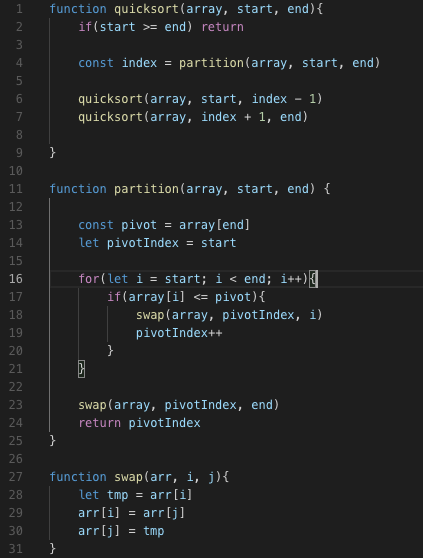 1 function quicksort(array, start, end){
2     if(start >= end) return
3
4     const index = partition(array, start, end)
5
6     quicksort(array, start, index - 1)
7     quicksort(array, index + 1, end)
8
9 }
10
11 function partition(array, start, end) {
12
13     const pivot = array[end]
14     let pivotIndex = start
15
16     for(let i = start; i < end; i++){
17         if(array[i] <= pivot){
18             swap(array, pivotIndex, i)
19             pivotIndex++
20         }
21     }
22
23     swap(array, pivotIndex, end)
24     return pivotIndex
25 }
26
27 function swap(arr, i, j){
28     let tmp = arr[i]
29     arr[i] = arr[j]
30     arr[j] = tmp
31 }